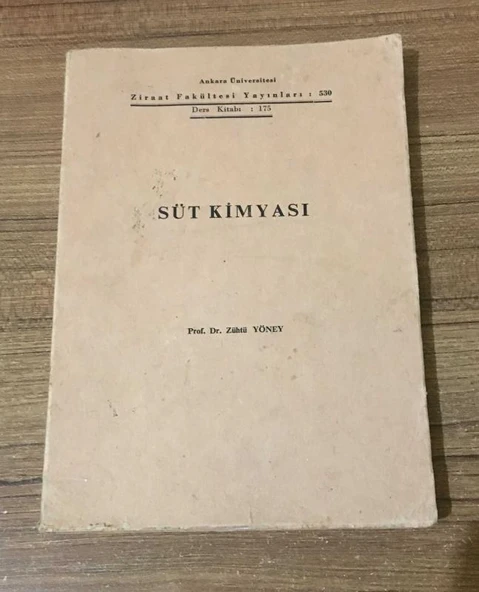 Ankara Üniversitesi
Ziraat Fakültesi Yayınları : 530
Ders Kitabı : 175
SÜT KİMYASI
Prof. Dr. Zühtü YÖNEY